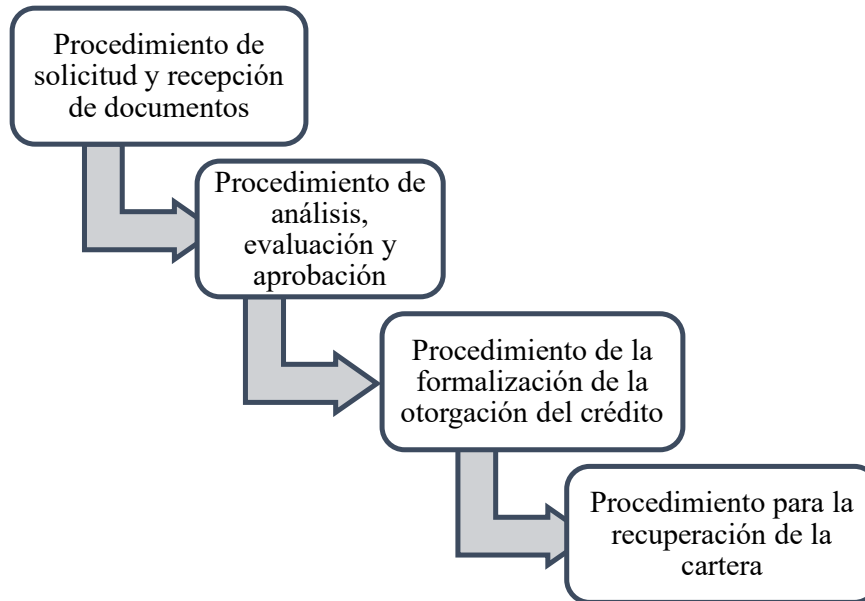 Procedimiento de
solicitud y recepción
de documentos
Procedimiento de
análisis,
evaluación y
aprobación
Procedimiento de la
formalización de la
otorgación del crédito
Procedimiento para la
recuperación de la
cartera